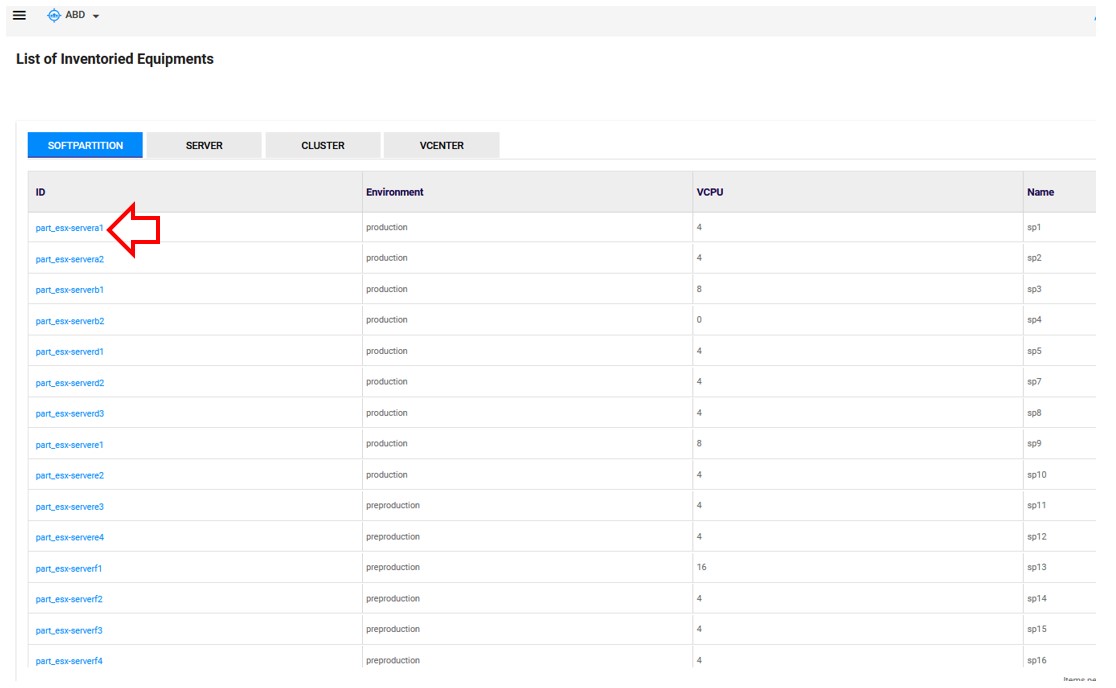 ABD
List of Inventoried Equipments
SOFTPARTITION SERVER CLUSTER VCENTER
ID Environment VCPU Name
part_esx-servera1 production 4 sp1
part_esx-servera2 production 4 sp2
part_esx-serverb1 production 8 sp3
part_esx-serverb2 production 0 sp4
part_esx-serverd1 production 4 sp5
part_esx-serverd2 production 4 sp7
part_esx-serverd3 production 4 sp8
part_esx-servere1 production 8 sp9
part_esx-servere2 production 4 sp10
part_esx-servere3 preproduction 4 sp11
part_esx-servere4 preproduction 4 sp12
part_esx-serverf1 preproduction 16 sp13
part_esx-serverf2 preproduction 4 sp14
part_esx-serverf3 preproduction 4 sp15
part_esx-serverf4 preproduction 4 sp16